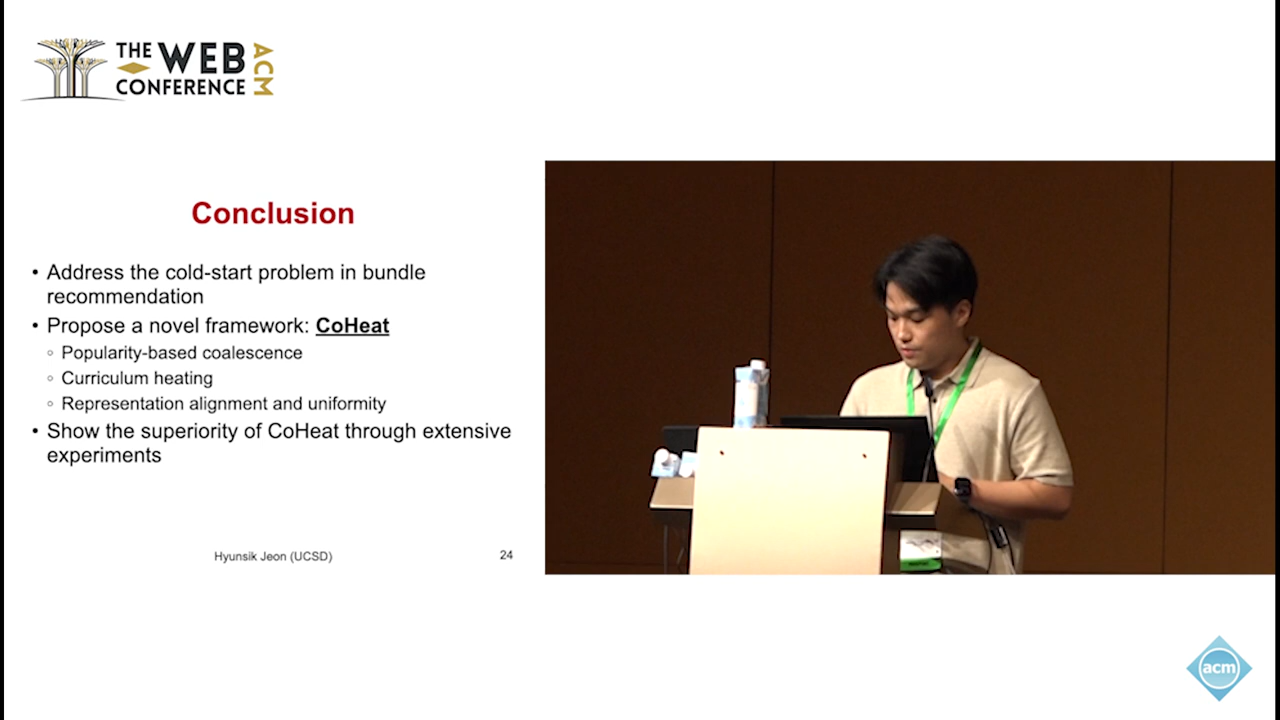 THE WEB
CONFERENCE
ACM
Conclusion
• Address the cold-start problem in bundle
recommendation
• Propose a novel framework: CoHeat
◦ Popularity-based coalescence
◦ Curriculum heating
◦ Representation alignment and uniformity
• Show the superiority of CoHeat through extensive
experiments
Hyunsik Jeon (UCSD)
24
acm